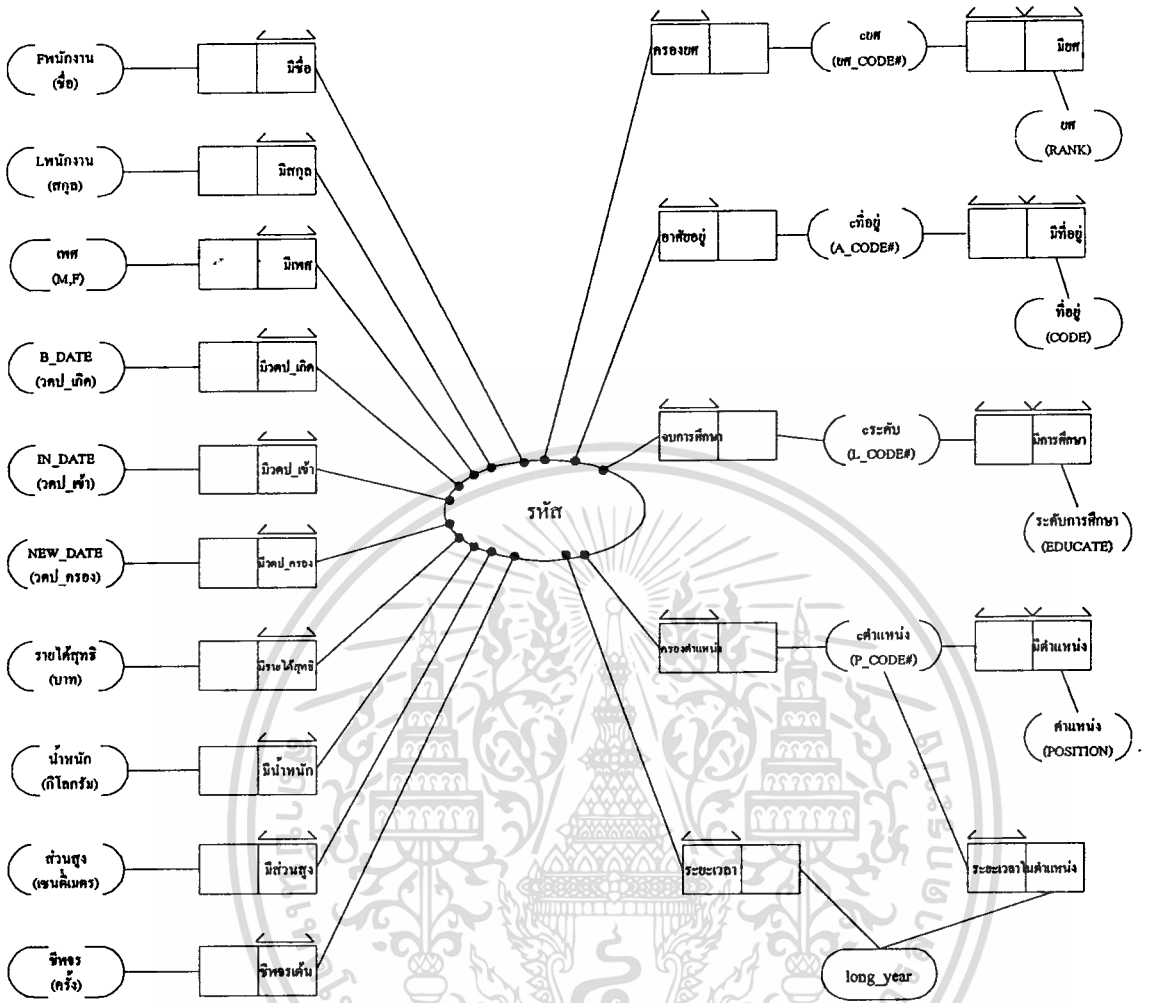 Fพนักงาน
(ชื่อ)
มีชื่อ
Lพนักงาน
(สกุล)
มีสกุล
เพศ
(M,F)
มีเพศ
B_DATE
(วดป_เกิด)
มีวดป_เกิด
IN_DATE
(วดป_เข้า)
มีวดป_เข้า
NEW_DATE
(วดป_ครอง)
มีวดป_ครอง
รายได้สุทธิ
(บาท)
มีรายได้สุทธิ
น้ำหนัก
(กิโลกรัม)
มีน้ำหนัก
ส่วนสูง
(เซนติเมตร)
มีส่วนสูง
ชีพจร
(ครั้ง)
ชีพจรเต้น
รหัส
ครองยศ
cยศ
(ยศ_CODE#)
มียศ
ยศ
(RANK)
อาศัยอยู่
cที่อยู่
(A_CODE#)
มีที่อยู่
ที่อยู่
(CODE)
จบการศึกษา
cระดับ
(L_CODE#)
มีการศึกษา
ระดับการศึกษา
(EDUCATE)
ครองตำแหน่ง
cตำแหน่ง
(P_CODE#)
มีตำแหน่ง
ตำแหน่ง
(POSITION)
ระยะเวลา
ระยะเวลาในตำแหน่ง
long_year